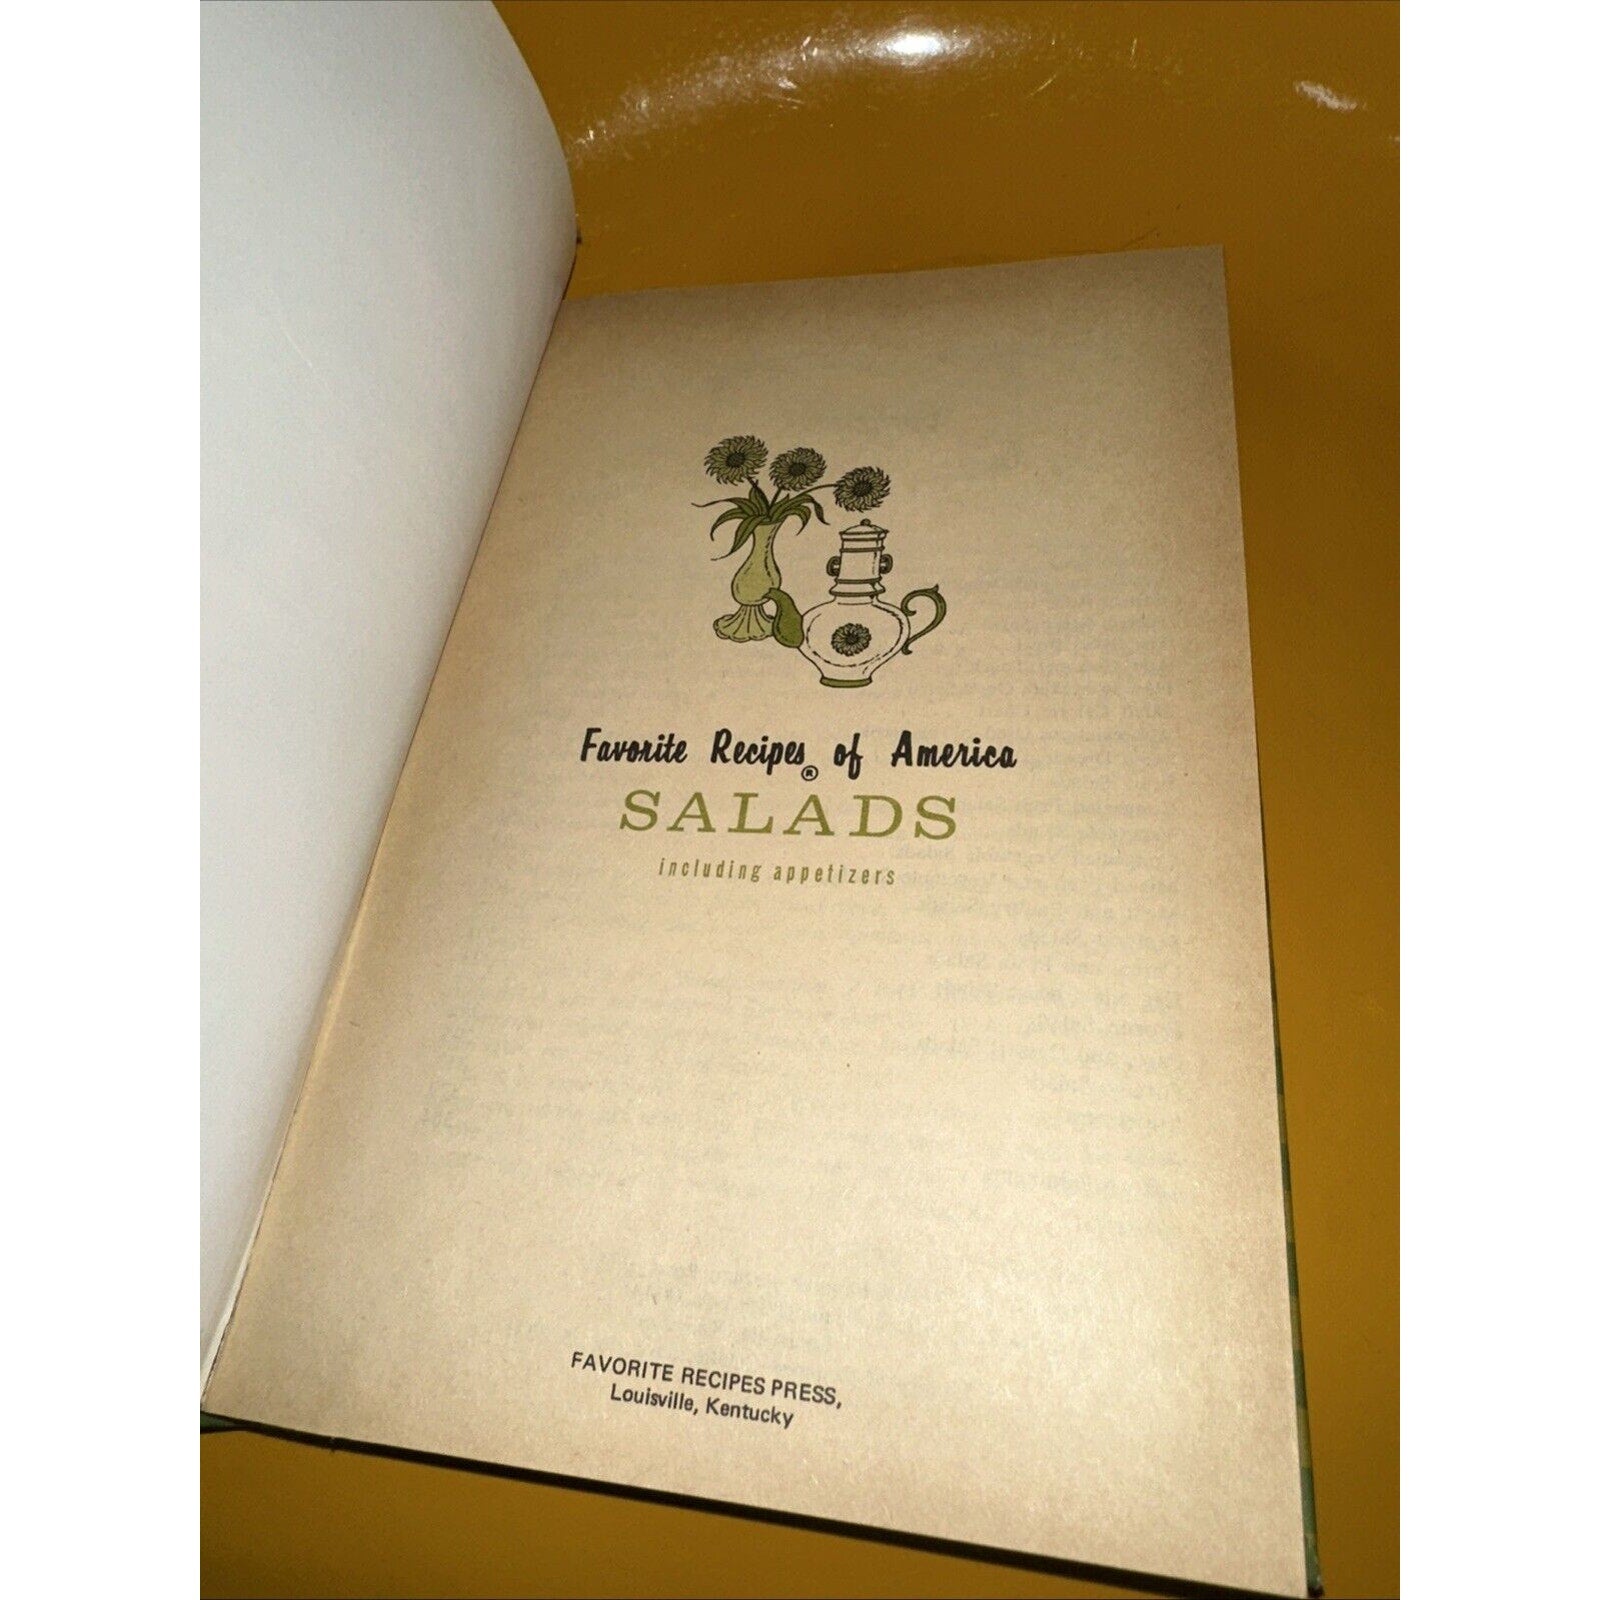 Favorite Recipes® of America
SALADS
including appetizers
FAVORITE RECIPES PRESS,
Louisville, Kentucky